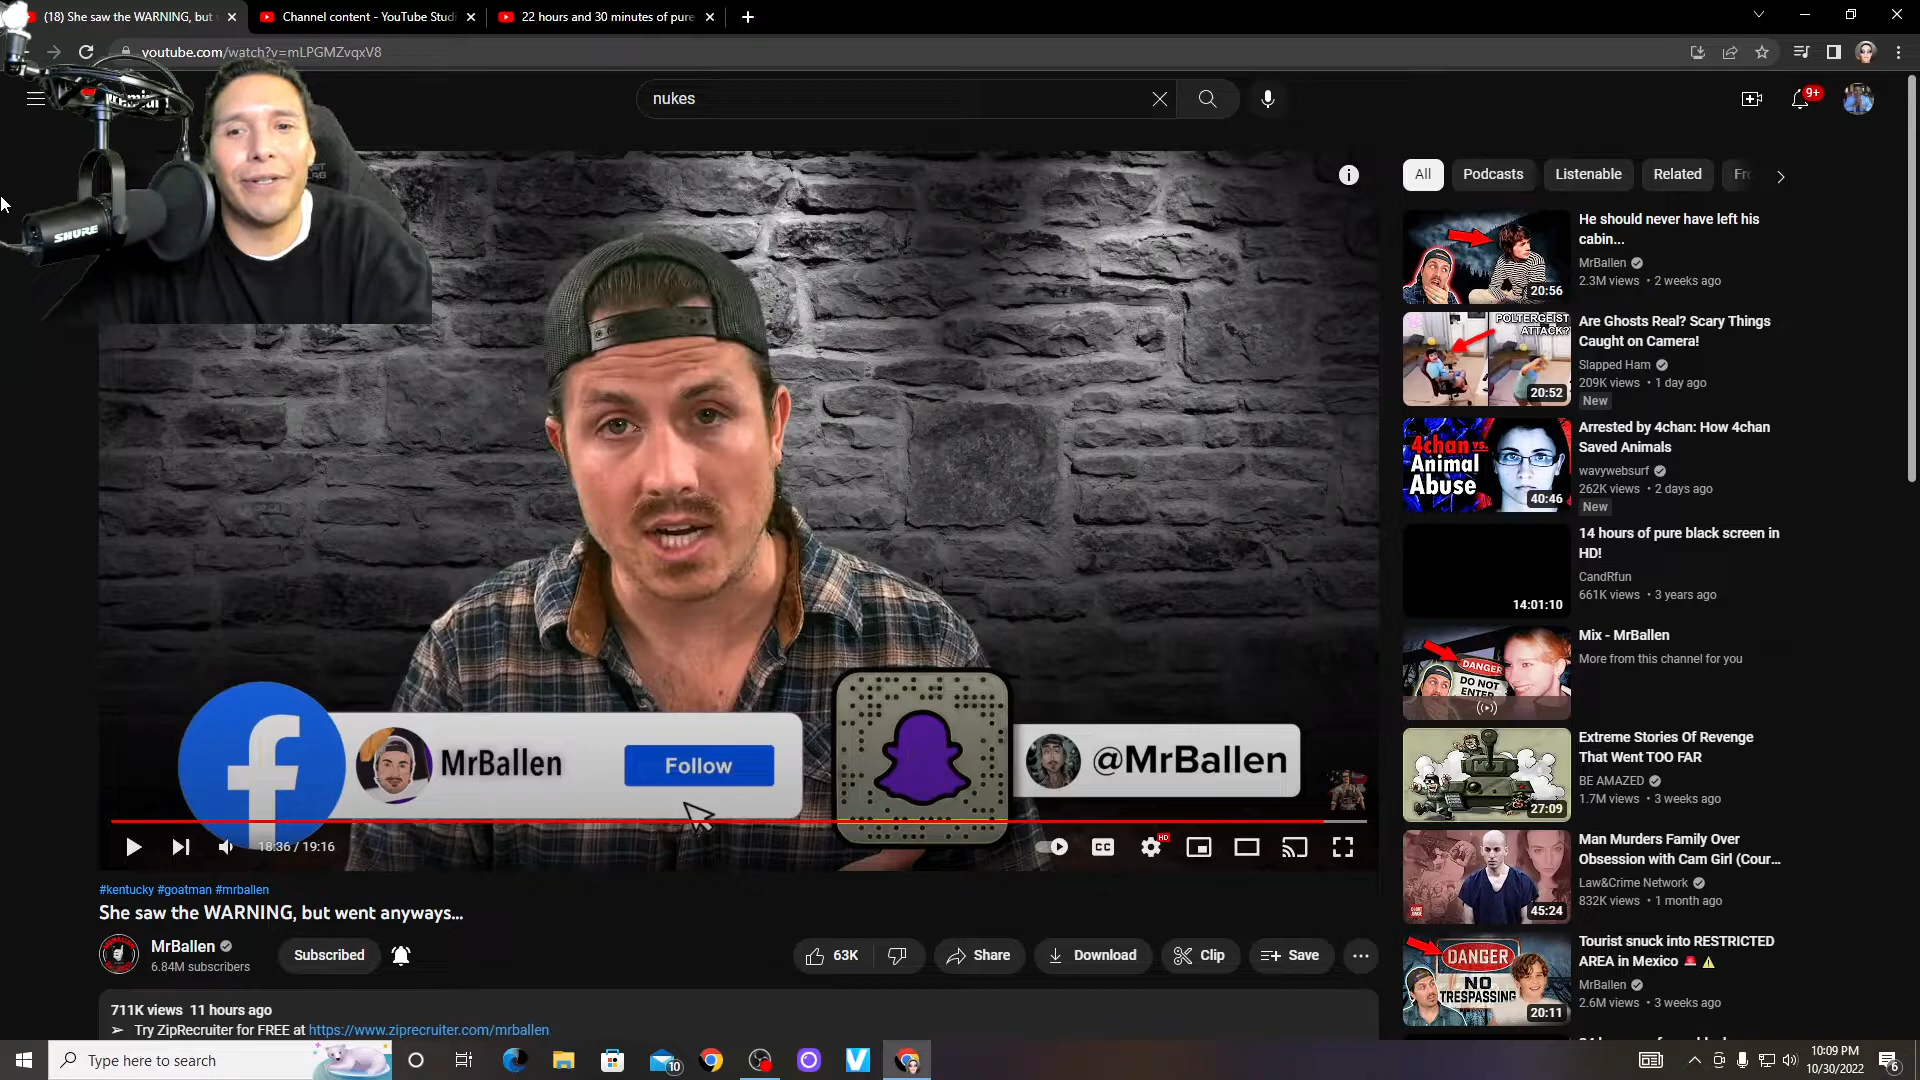 (18) She saw the WARNING, but
Channel content - YouTube Studi
22 hours and 30 minutes of pure
youtube.com/watch?v=mLPGMZvqxV8
nukes
9+
SHURE
MrBallen
Follow
@MrBallen
18:36 / 19:16
CC
HD
#kentucky #goatman #mrballen
She saw the WARNING, but went anyways...
MrBallen
6.84M subscribers
Subscribed
63K
Share
Download
Clip
Save
711K views 11 hours ago
➢ Try ZipRecruiter for FREE at https://www.ziprecruiter.com/mrballen
All
Podcasts
Listenable
Related
20:56
He should never have left his
cabin...
MrBallen
2.3M views • 2 weeks ago
POLTERGEIST
ATTACK?
20:52
Are Ghosts Real? Scary Things
Caught on Camera!
Slapped Ham
209K views • 1 day ago
New
4chan vs.
Animal
Abuse
40:46
Arrested by 4chan: How 4chan
Saved Animals
wavywebsurf
262K views • 2 days ago
New
14:01:10
14 hours of pure black screen in
HD!
CandRfun
661K views • 3 years ago
DANGER
DO NOT
ENTER
Mix - MrBallen
More from this channel for you
27:09
Extreme Stories Of Revenge
That Went TOO FAR
BE AMAZED
1.7M views • 3 weeks ago
45:24
Man Murders Family Over
Obsession with Cam Girl (Cour...
Law&Crime Network
832K views • 1 month ago
DANGER
NO
TRESPASSING
20:11
Tourist snuck into RESTRICTED
AREA in Mexico 🚨 ⚠️
MrBallen
2.6M views • 3 weeks ago
Type here to search
10
10:09 PM
10/30/2022
6